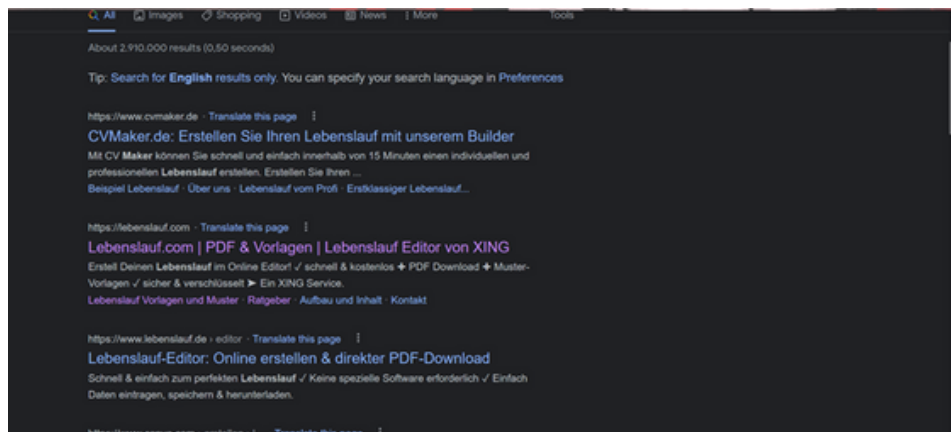 All Images Shopping Videos News More Tools
About 2.910.000 results (0,50 seconds)
Tip: Search for English results only. You can specify your search language in Preferences
https://www.cvmaker.de · Translate this page
CVMaker.de: Erstellen Sie Ihren Lebenslauf mit unserem Builder
Mit CV Maker können Sie schnell und einfach innerhalb von 15 Minuten einen individuellen und
professionellen Lebenslauf erstellen. Erstellen Sie Ihren ...
Beispiel Lebenslauf · Über uns · Lebenslauf vom Profi · Erstklassiger Lebenslauf...
https://lebenslauf.com · Translate this page
Lebenslauf.com | PDF & Vorlagen | Lebenslauf Editor von XING
Erstell Deinen Lebenslauf im Online Editor! ✓ schnell & kostenlos ✚ PDF Download ✚ Muster-
Vorlagen ✓ sicher & verschlüsselt ➤ Ein XING Service.
Lebenslauf Vorlagen und Muster · Ratgeber · Aufbau und Inhalt · Kontakt
https://www.lebenslauf.de › editor · Translate this page
Lebenslauf-Editor: Online erstellen & direkter PDF-Download
Schnell & einfach zum perfekten Lebenslauf ✓ Keine spezielle Software erforderlich ✓ Einfach
Daten eintragen, speichern & herunterladen.